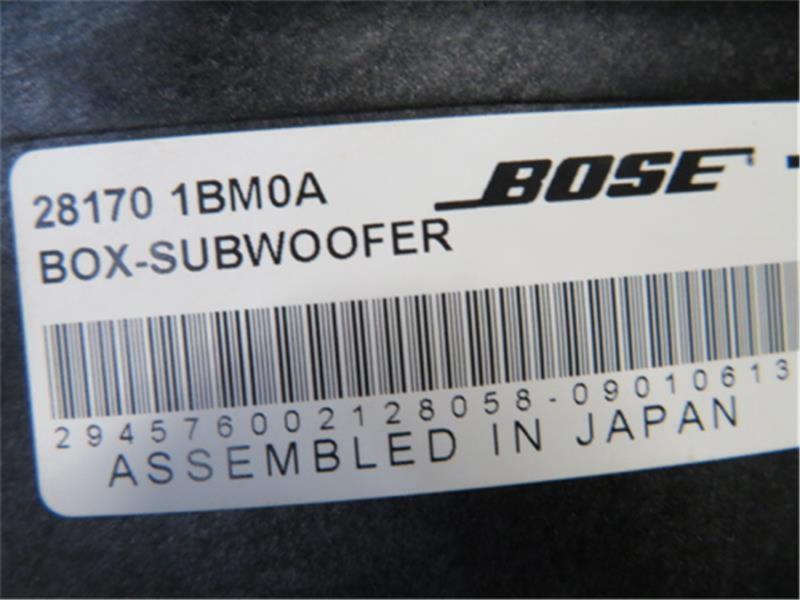 28170 1BM0A BOSE
BOX-SUBWOOFER
294576002128058-09010613
ASSEMBLED IN JAPAN